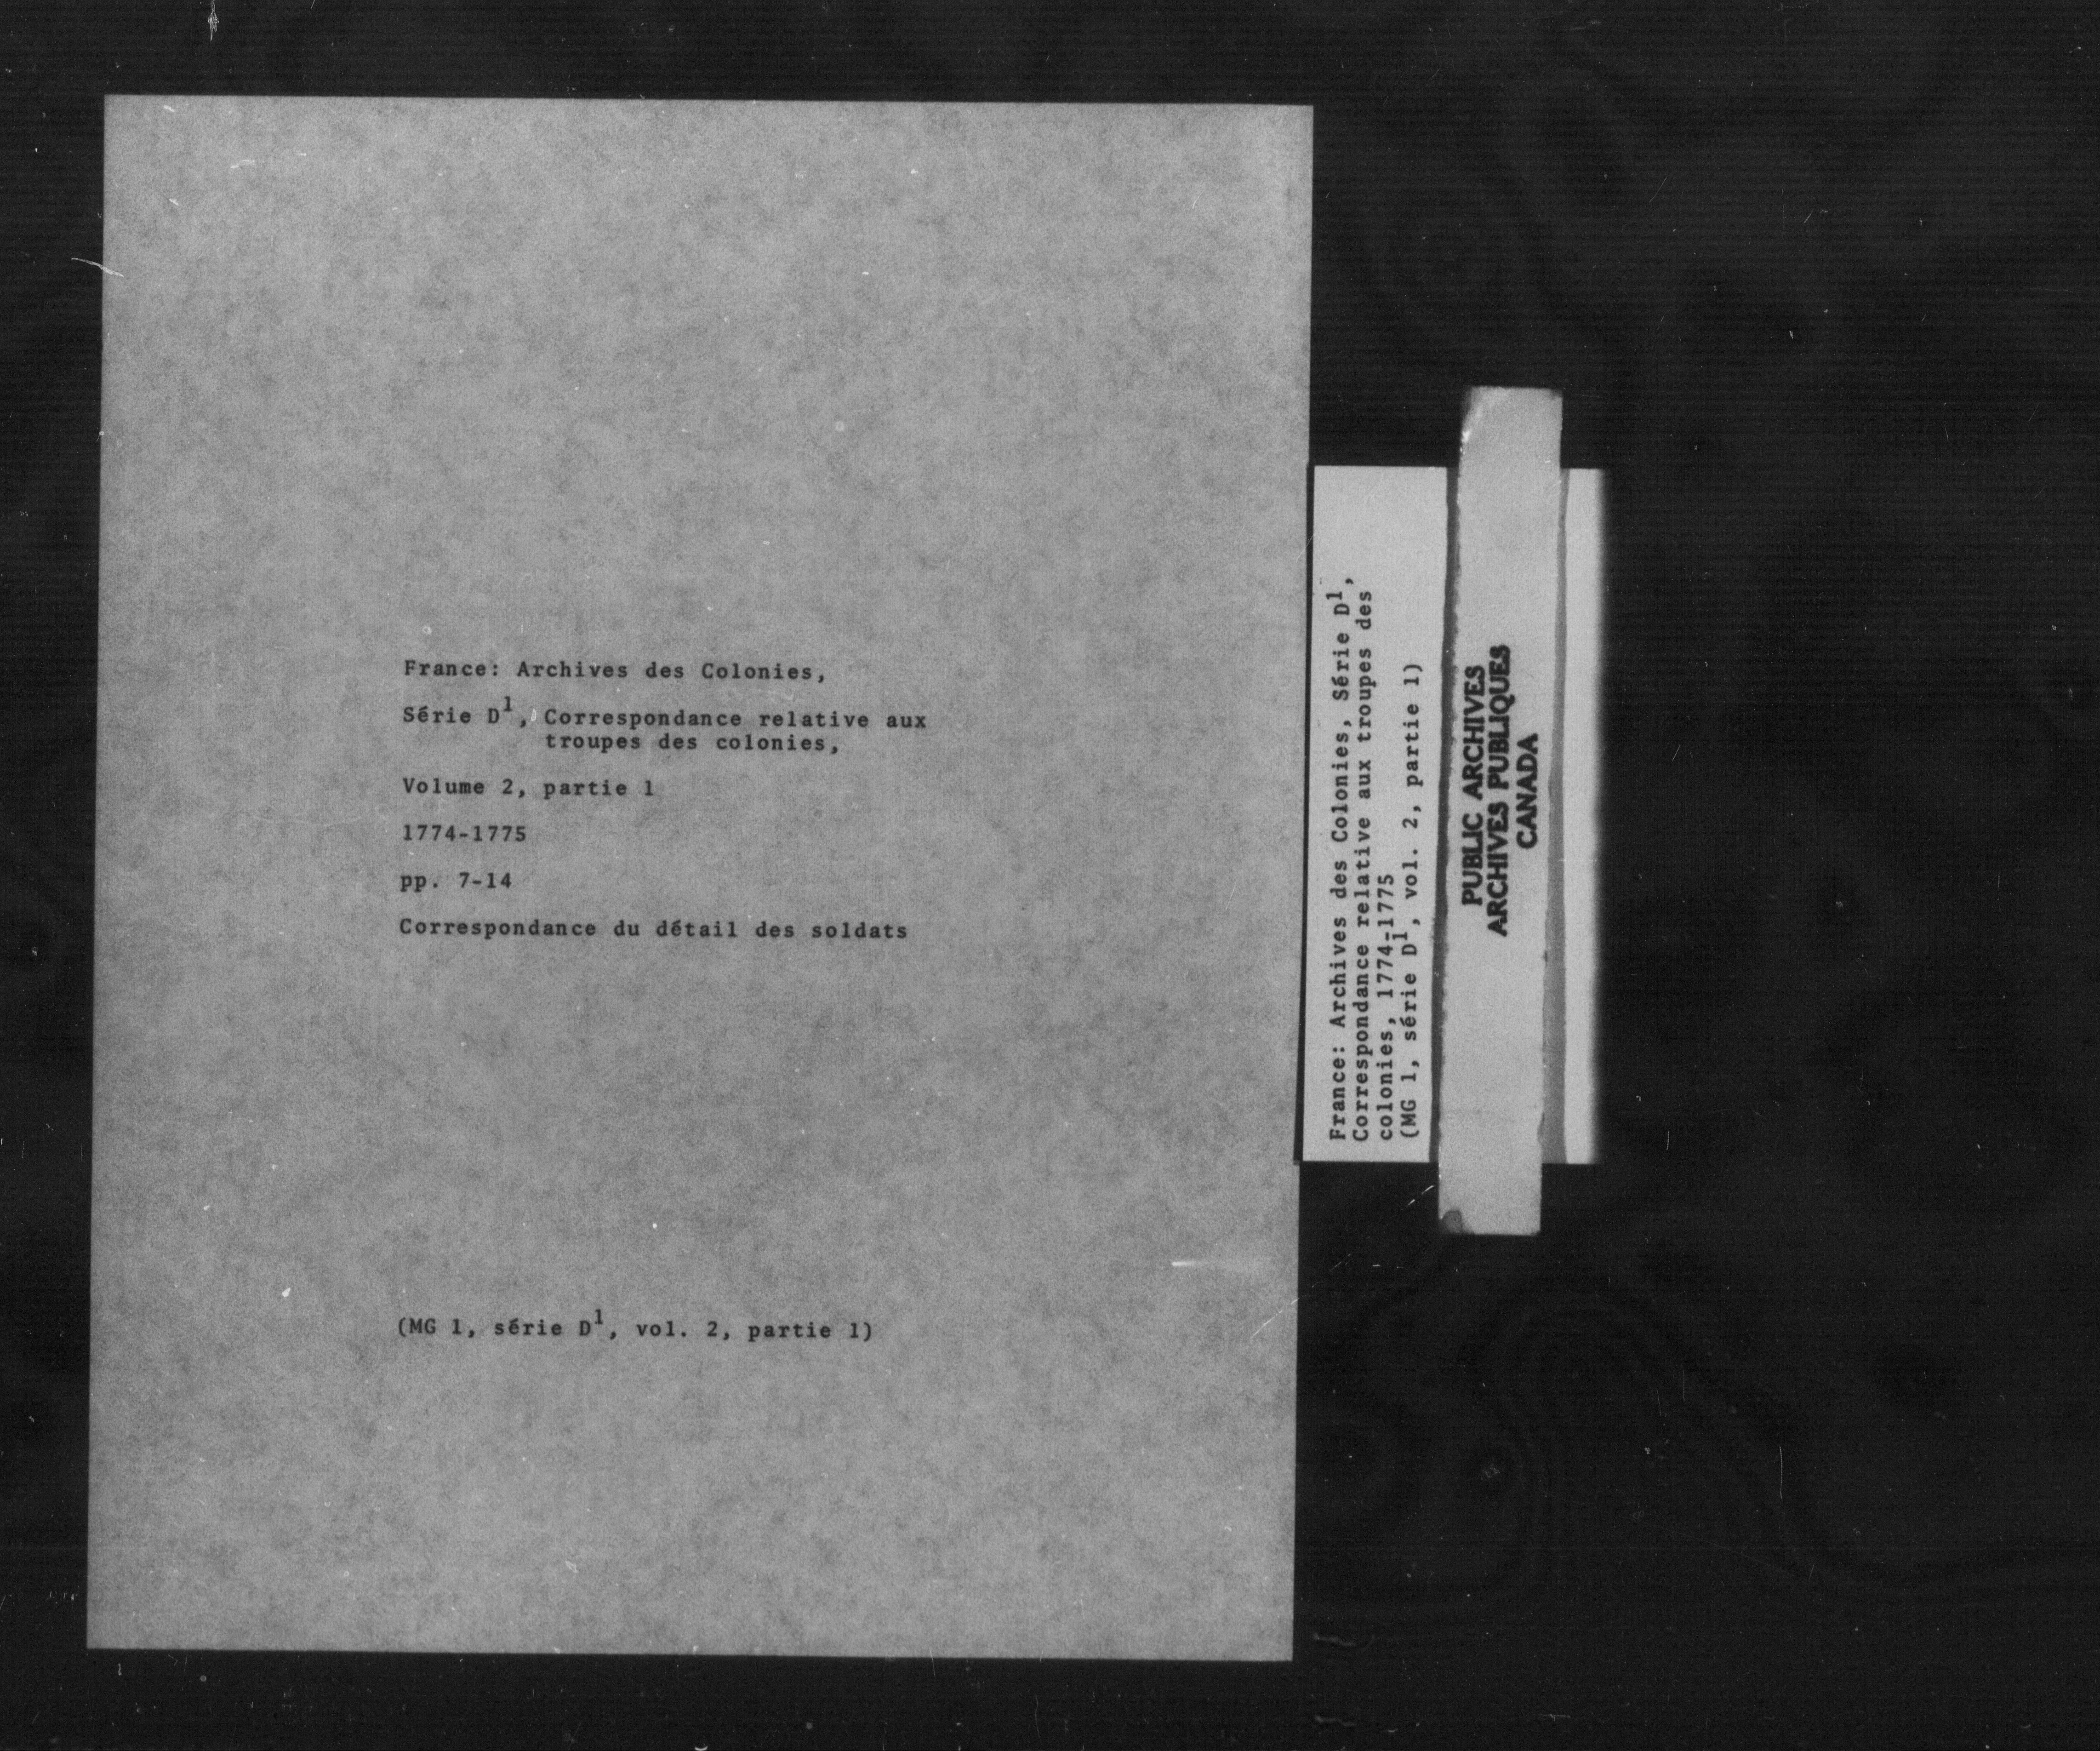 France: Archives des Colonies,
Série D¹, Correspondance relative aux
troupes des colonies,
Volume 2, partie 1
1774-1775
pp. 7-14
Correspondance du détail des soldats
(MG 1, série D¹, vol. 2, partie 1)
France: Archives des Colonies, Série D¹,
Correspondance relative aux troupes des
colonies, 1774-1775
(MG 1, série D¹, vol. 2, partie 1)
PUBLIC ARCHIVES
ARCHIVES PUBLIQUES
CANADA